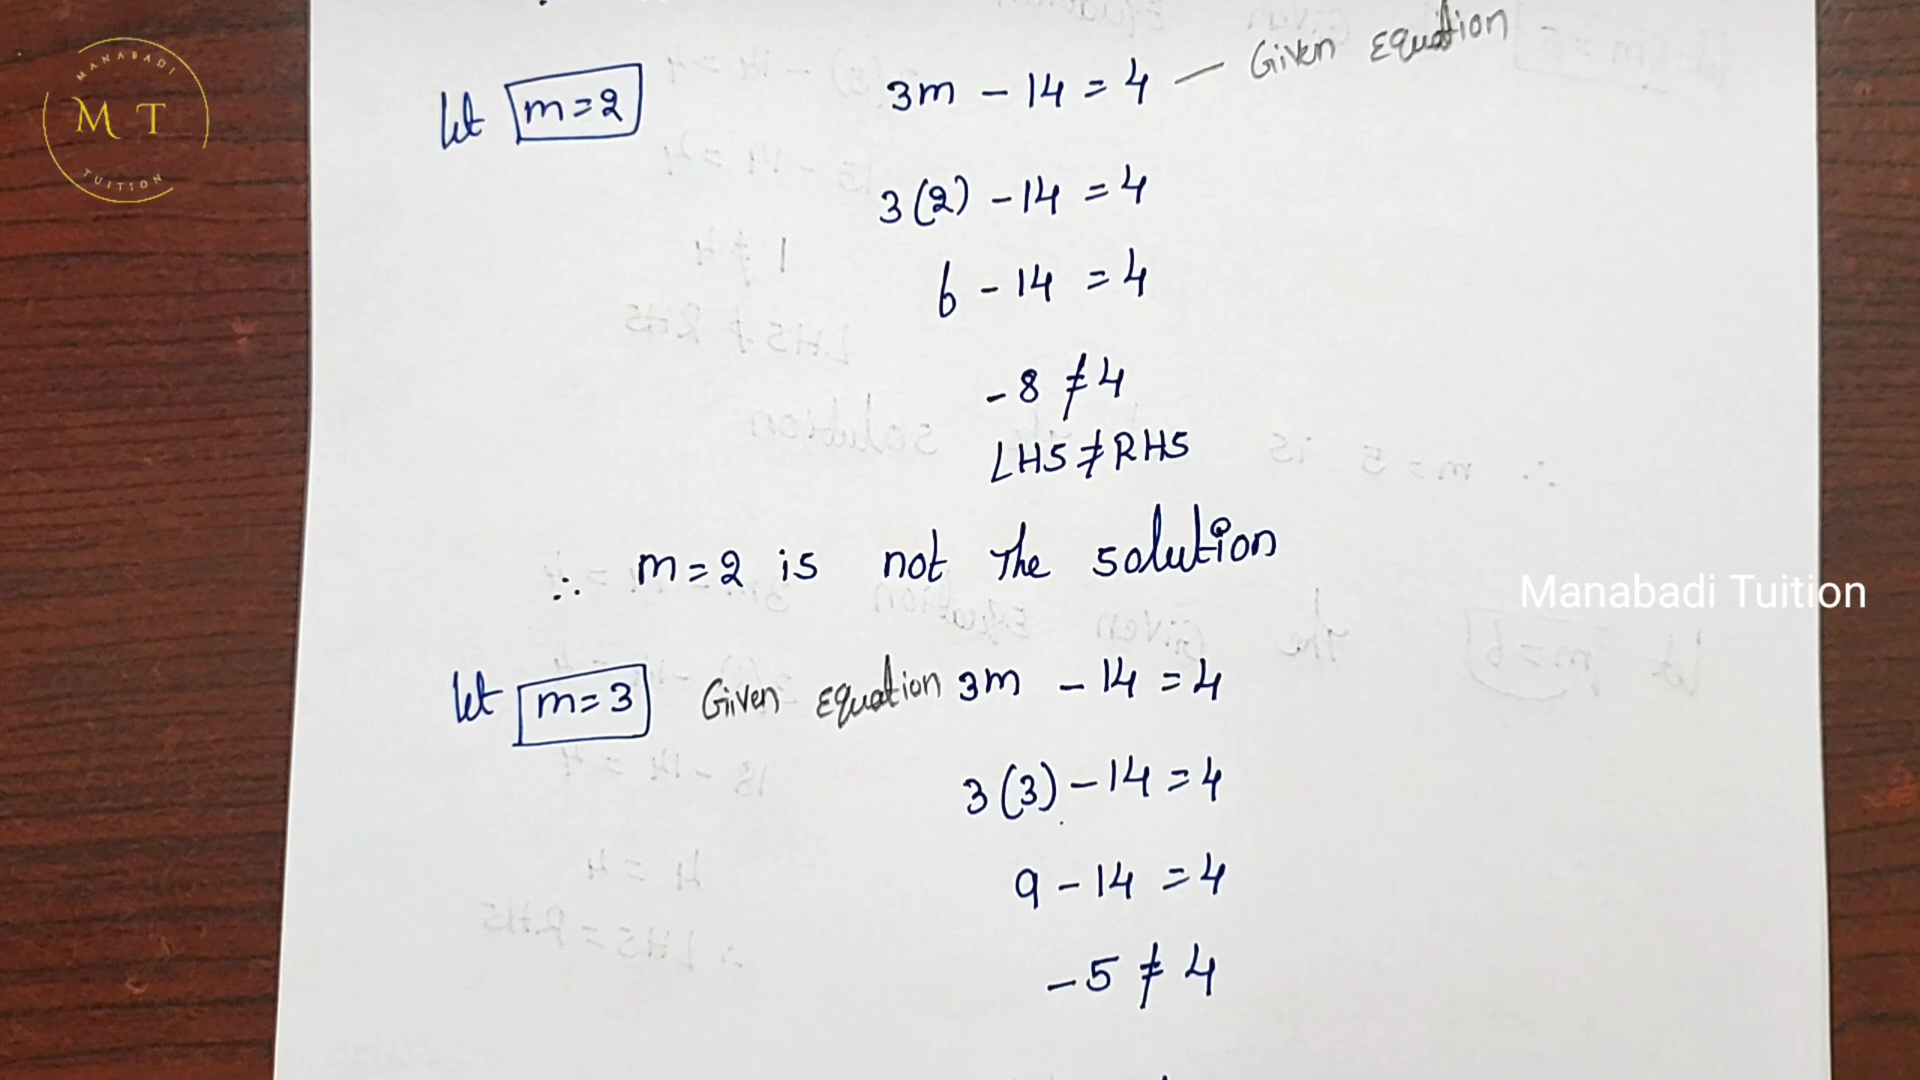 MANABADI
M T
TUITION
let m=2 3m - 14 = 4 — Given Equation
3(2) - 14 = 4
6 - 14 = 4
-8 ≠ 4
LHS ≠ RHS
∴ m=2 is not the solution
Manabadi Tuition
let m=3 Given Equation 3m - 14 = 4
3(3) - 14 = 4
9 - 14 = 4
-5 ≠ 4